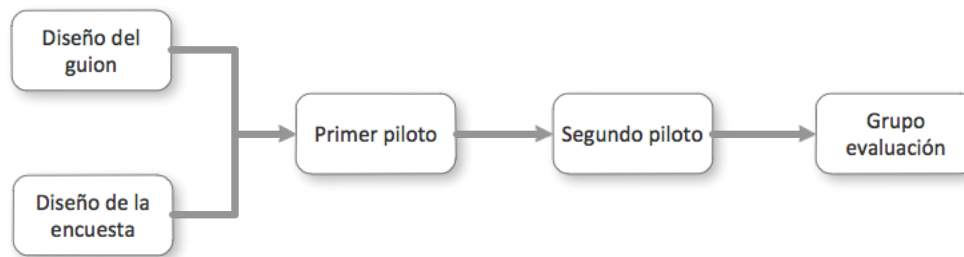 Diseño del
guion
Diseño de la
encuesta
Primer piloto
Segundo piloto
Grupo
evaluación